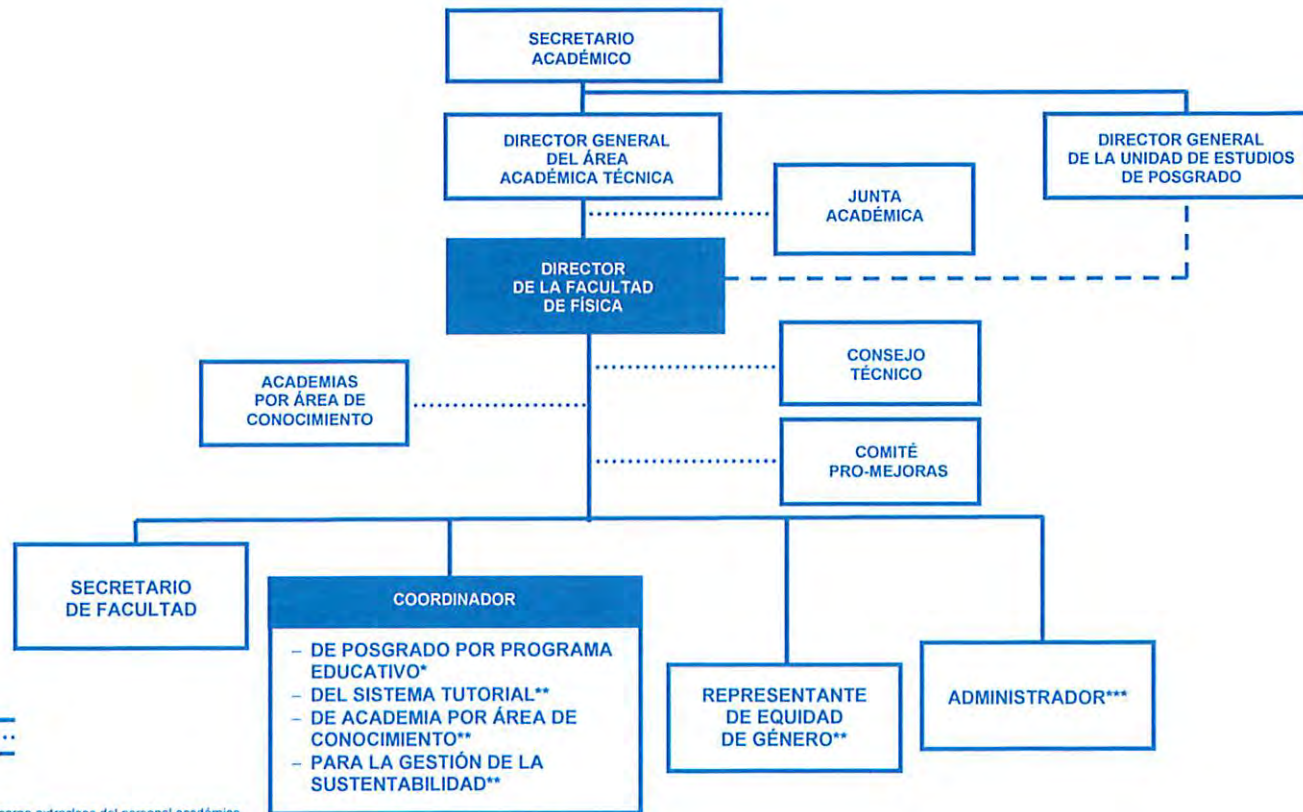 SECRETARIO
ACADÉMICO
DIRECTOR GENERAL
DEL ÁREA
ACADÉMICA TÉCNICA
DIRECTOR GENERAL
DE LA UNIDAD DE ESTUDIOS
DE POSGRADO
JUNTA
ACADÉMICA
DIRECTOR
DE LA FACULTAD
DE FÍSICA
CONSEJO
TÉCNICO
ACADEMIAS
POR ÁREA DE
CONOCIMIENTO
COMITÉ
PRO-MEJORAS
SECRETARIO
DE FACULTAD
COORDINADOR
– DE POSGRADO POR PROGRAMA
EDUCATIVO*
– DEL SISTEMA TUTORIAL**
– DE ACADEMIA POR ÁREA DE
CONOCIMIENTO**
– PARA LA GESTIÓN DE LA
SUSTENTABILIDAD**
REPRESENTANTE
DE EQUIDAD
DE GÉNERO**
ADMINISTRADOR***
del personal académico